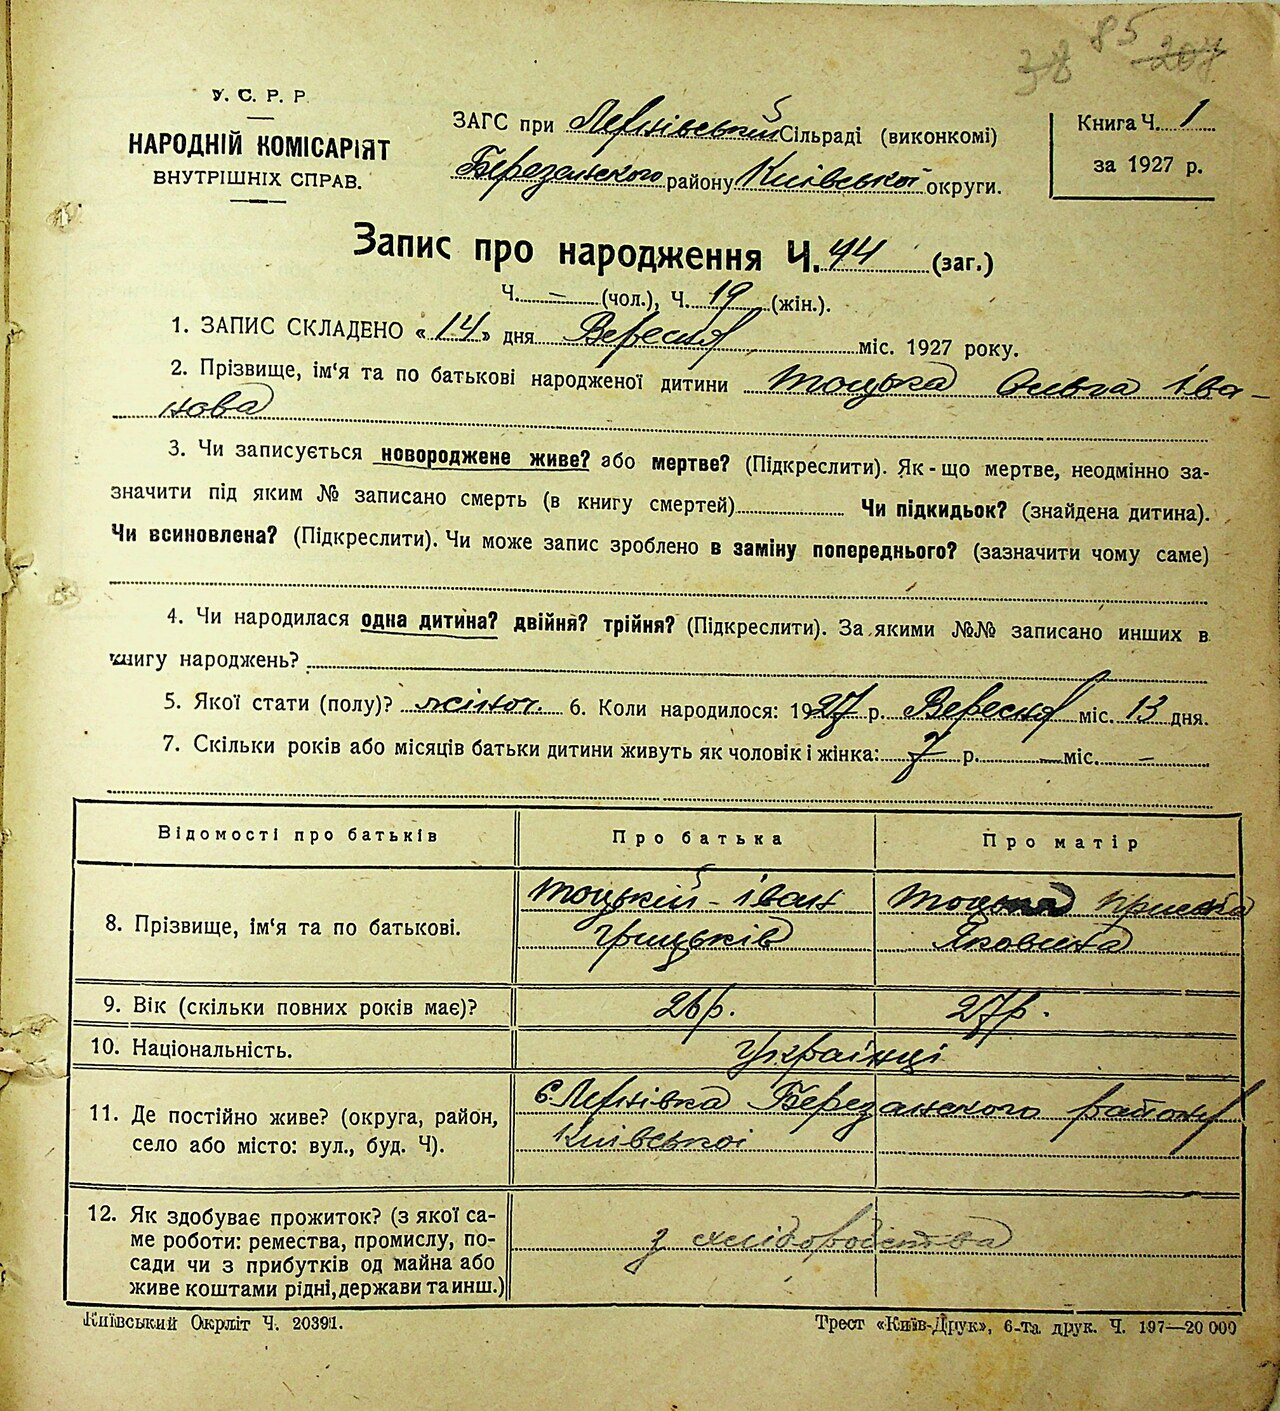 38 85 207
У. С. Р. Р.
НАРОДНІЙ КОМІСАРІЯТ
ВНУТРІШНІХ СПРАВ.
ЗАГС при Лехнівській Сільраді (виконкомі)
Березанського району Київської округи.
Книга Ч. 1
за 1927 р.
Запис про народження Ч. 44 (заг.)
Ч. — (чол.), Ч. 19 (жін.).
1. ЗАПИС СКЛАДЕНО «14» дня Вересня міс. 1927 року.
2. Прізвище, ім'я та по батькові народженої дитини Тоцька Ольга Іва-
нова
3. Чи записується новороджене живе? або мертве? (Підкреслити). Як-що мертве, неодмінно за-
значити під яким № записано смерть (в книгу смертей) Чи підкидьок? (знайдена дитина).
Чи всиновлена? (Підкреслити). Чи може запис зроблено в заміну попереднього? (зазначити чому саме)
4. Чи народилася одна дитина? двійня? трійня? (Підкреслити). За якими №№ записано инших в
книгу народжень?
5. Якої стати (полу)? жіноч. 6. Коли народилося: 1927 р. Вересня міс. 13 дня.
7. Скільки років або місяців батьки дитини живуть як чоловік і жінка: 7 р. — міс. —
Відомості про батьків Про батька Про матір
8. Прізвище, ім'я та по батькові.
Тоцький - Іван
Грицьків
Тоцька
Яковина
9. Вік (скільки повних років має)? 26 р. 27 р.
10. Національність. Українці
11. Де постійно живе? (округа, район,
село або місто: вул., буд. Ч).
с. Лехнівка Березанского району
Київської
12. Як здобуває прожиток? (з якої са-
ме роботи: ремества, промислу, по-
сади чи з прибутків од майна або
живе коштами рідні, держави та инш.)
з хліборобства
Київський Окрліт Ч. 20391.
Трест «Київ-Друк», 6-та друк. Ч. 197—20 000